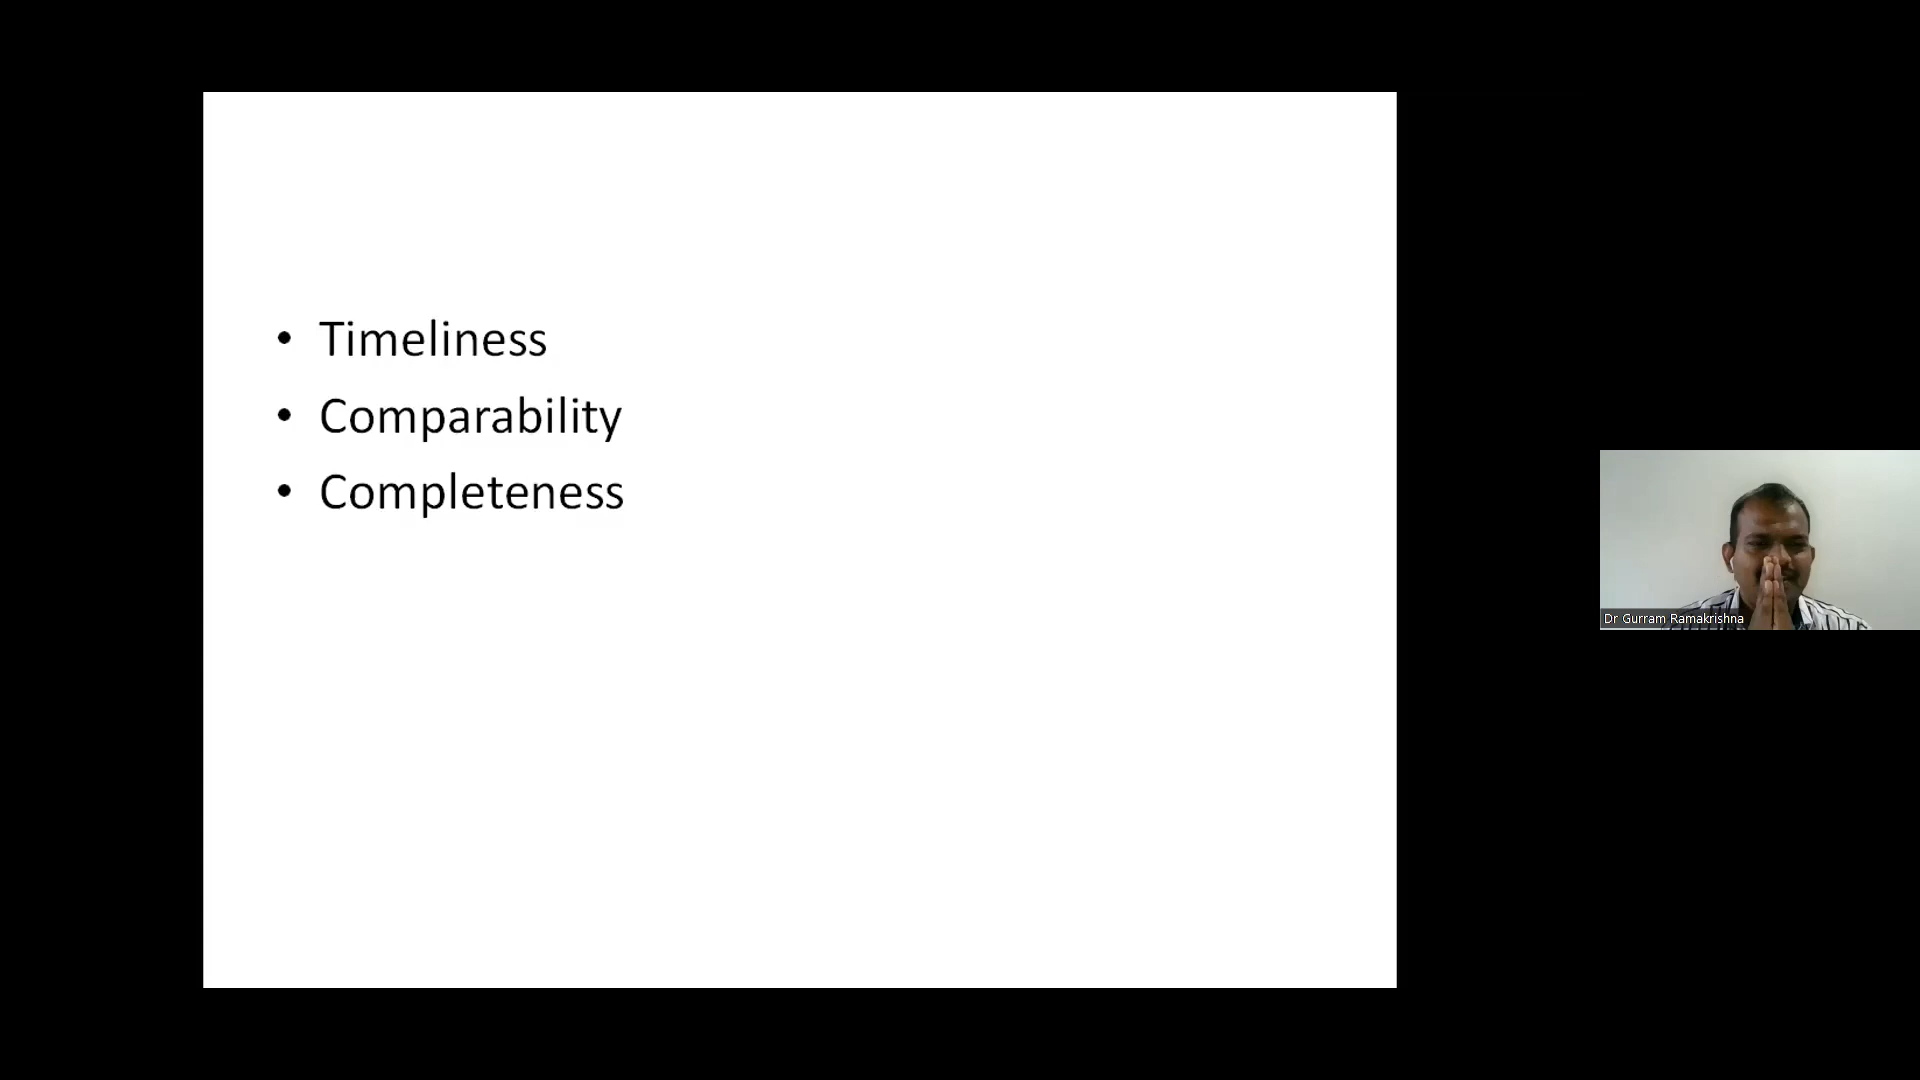 • Timeliness
• Comparability
• Completeness
Dr Gurram Ramakrishna